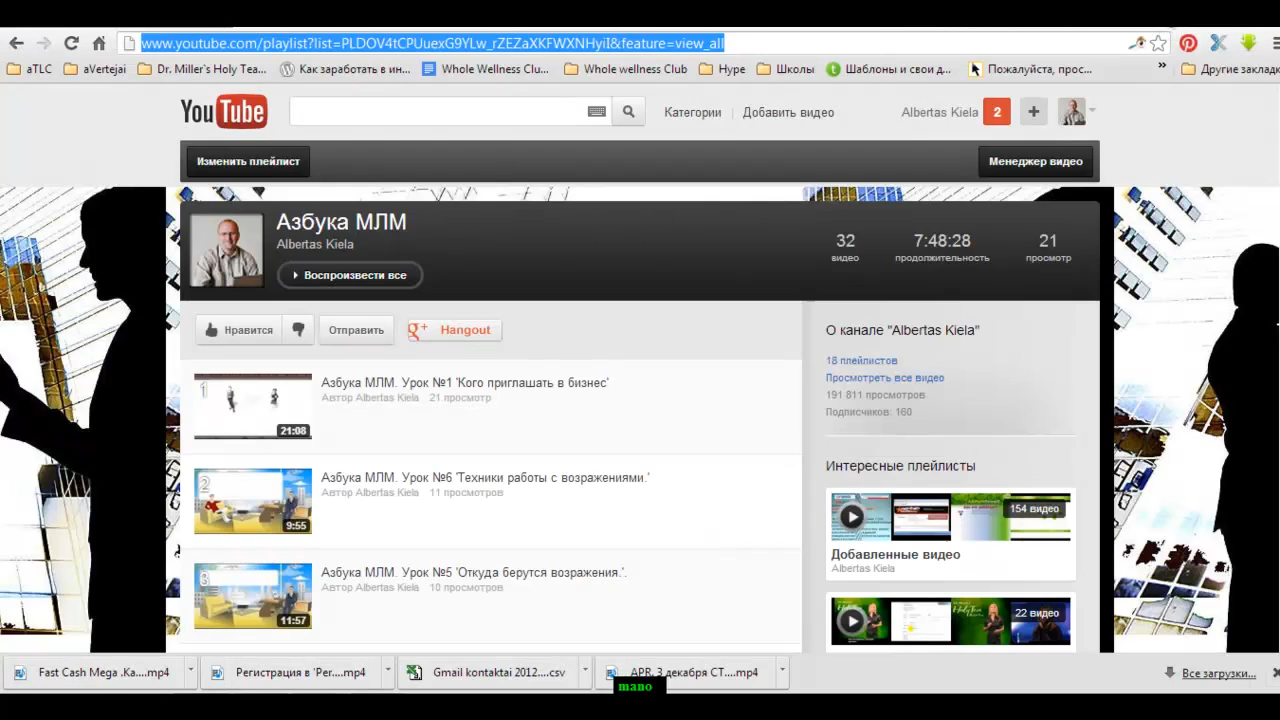 www.youtube.com/playlist?list=PLDOV4tCPUuexG9YLw_rZEZaXKFWXNHyiI&feature=view_all
aTLC aVertejai Dr. Miller`s Holy Tea... Как заработать в ин... Whole Wellness Clu... Whole wellness Club Hype Школы Шаблоны и свои д... Пожалуйста, прос... » Другие закладк
YouTube Категории Добавить видео Albertas Kiela 2 +
Изменить плейлист Менеджер видео
Азбука МЛМ
Albertas Kiela
Воспроизвести все
32 7:48:28 21
видео продолжительность просмотр
Нравится Отправить g+ Hangout
Азбука МЛМ. Урок №1 'Кого приглашать в бизнес'
Автор Albertas Kiela 21 просмотр
1
21:08
Азбука МЛМ. Урок №6 'Техники работы с возражениями.'
Автор Albertas Kiela 11 просмотров
2
9:55
Азбука МЛМ. Урок №5 'Откуда берутся возражения.'.
Автор Albertas Kiela 10 просмотров
3
11:57
О канале "Albertas Kiela"
18 плейлистов
Просмотреть все видео
191 811 просмотров
Подписчиков: 160
Интересные плейлисты
154 видео
Добавленные видео
Albertas Kiela
22 видео
Fast Cash Mega .Ka....mp4 Регистрация в 'Per....mp4 Gmail kontaktai 2012....csv APR. 3 декабря СТ....mp4 Все загрузки...
mano